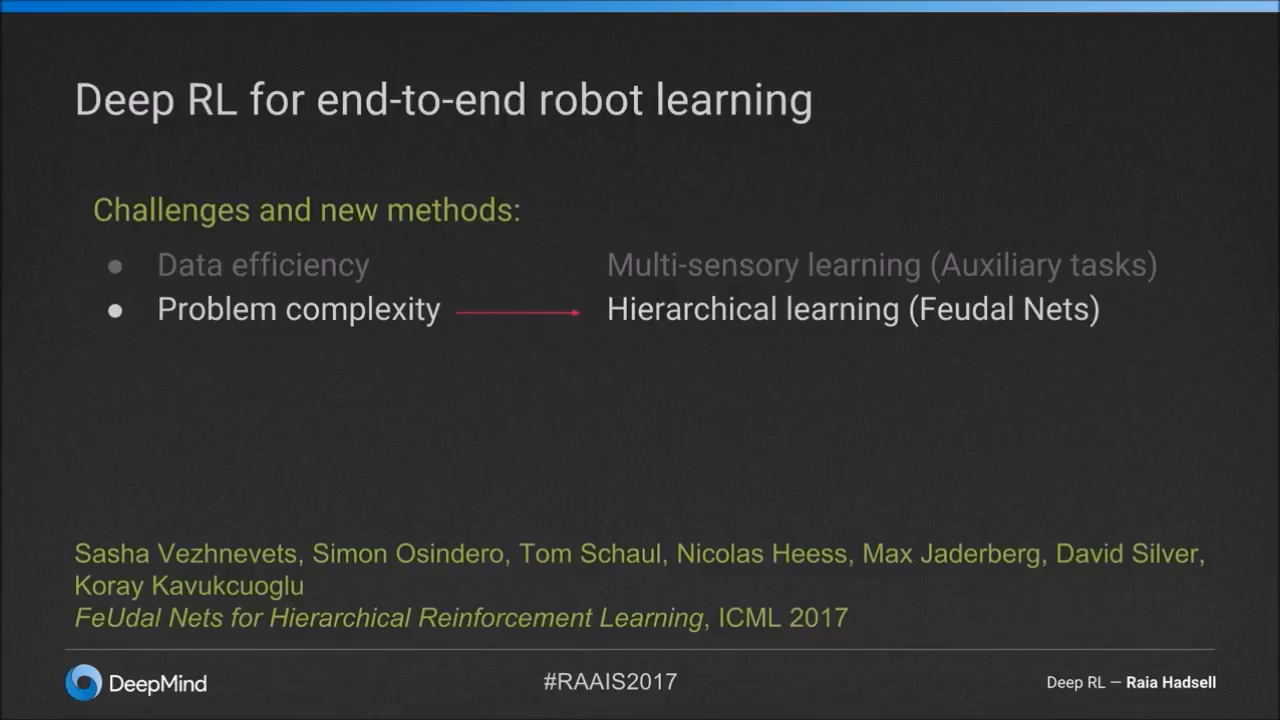 Deep RL for end-to-end robot learning
Challenges and new methods:
● Data efficiency Multi-sensory learning (Auxiliary tasks)
● Problem complexity Hierarchical learning (Feudal Nets)
Sasha Vezhnevets, Simon Osindero, Tom Schaul, Nicolas Heess, Max Jaderberg, David Silver,
Koray Kavukcuoglu
FeUdal Nets for Hierarchical Reinforcement Learning, ICML 2017
DeepMind #RAAIS2017 Deep RL — Raia Hadsell